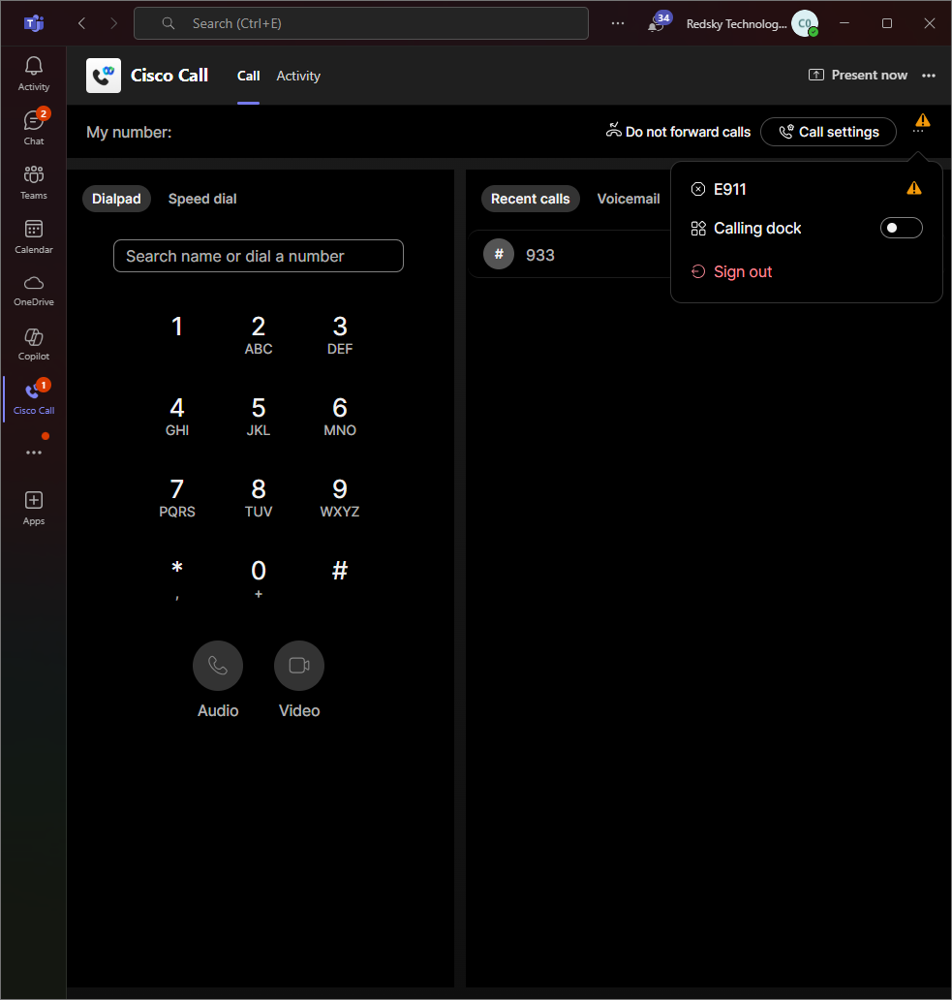 Search (Ctrl+E)
34
Redsky Technolog...
CO
Activity
2
Chat
Teams
Calendar
OneDrive
Copilot
1
Cisco Call
Apps
Cisco Call
Call
Activity
Present now
My number:
Do not forward calls
Call settings
Dialpad
Speed dial
Search name or dial a number
1
2
3
ABC
DEF
4
5
6
GHI
JKL
MNO
7
8
9
PQRS
TUV
WXYZ
*
0
#
,
+
Audio
Video
Recent calls
Voicemail
#
933
E911
Calling dock
Sign out